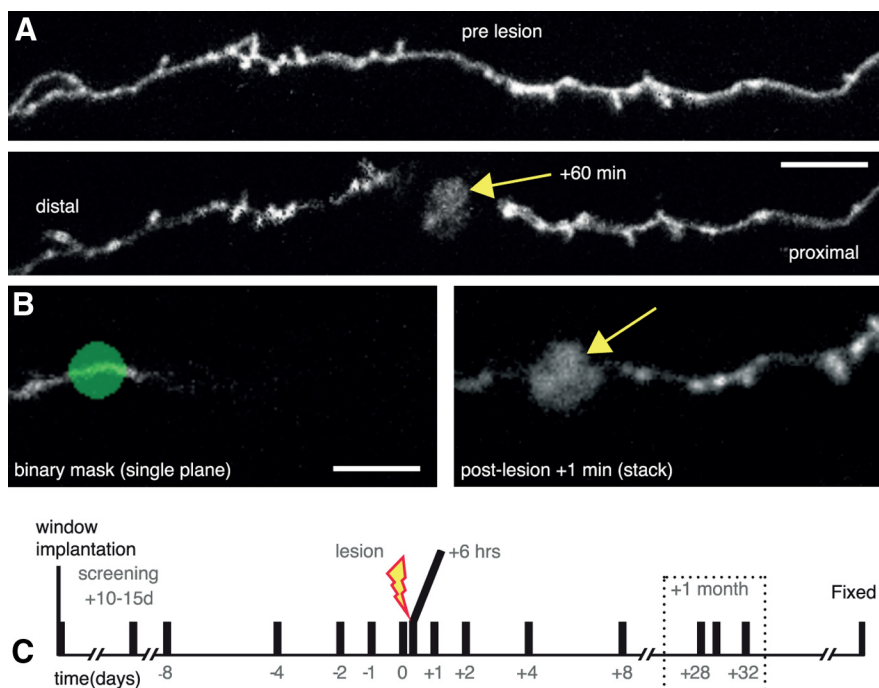 A
pre lesion
+60 min
distal
proximal
B
binary mask (single plane)
post-lesion +1 min (stack)
window
implantation
screening
+10-15d
lesion
+6 hrs
+1 month
Fixed
C
time(days)
-8
-4
-2
-1
0
+1
+2
+4
+8
+28
+32